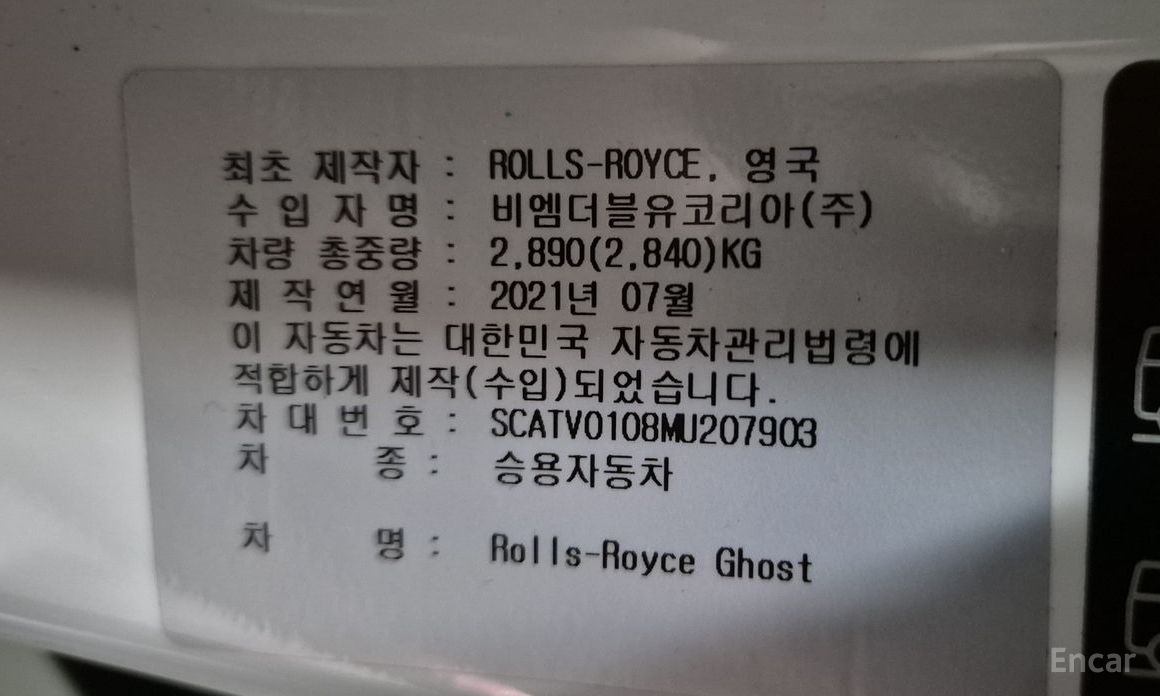 최초 제작자 : ROLLS-ROYCE, 영국
수 입 자 명 : 비엠더블유코리아(주)
차량 총중량 : 2,890(2,840)KG
제 작 연 월 : 2021년 07월
이 자동차는 대한민국 자동차관리법령에
적합하게 제작(수입)되었습니다.
차 대 번 호 : SCATV0108MU207903
차 종 : 승용자동차
차 명 : Rolls-Royce Ghost
Encar